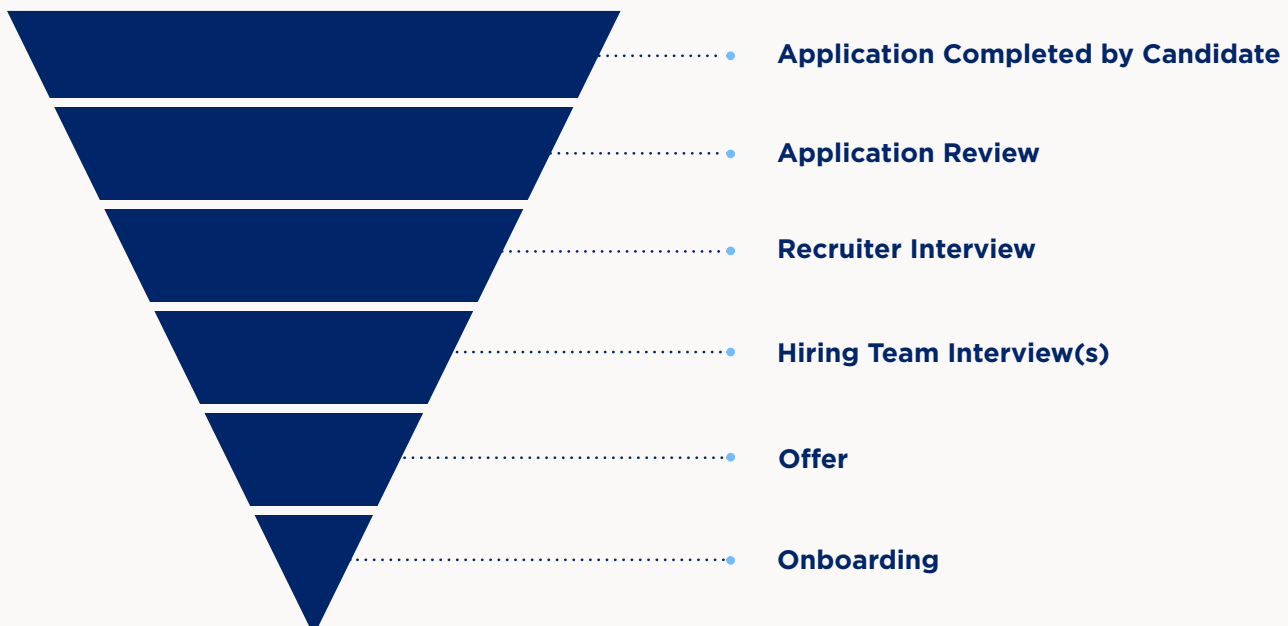 Application Completed by Candidate
Application Review
Recruiter Interview
Hiring Team Interview(s)
Offer
Onboarding